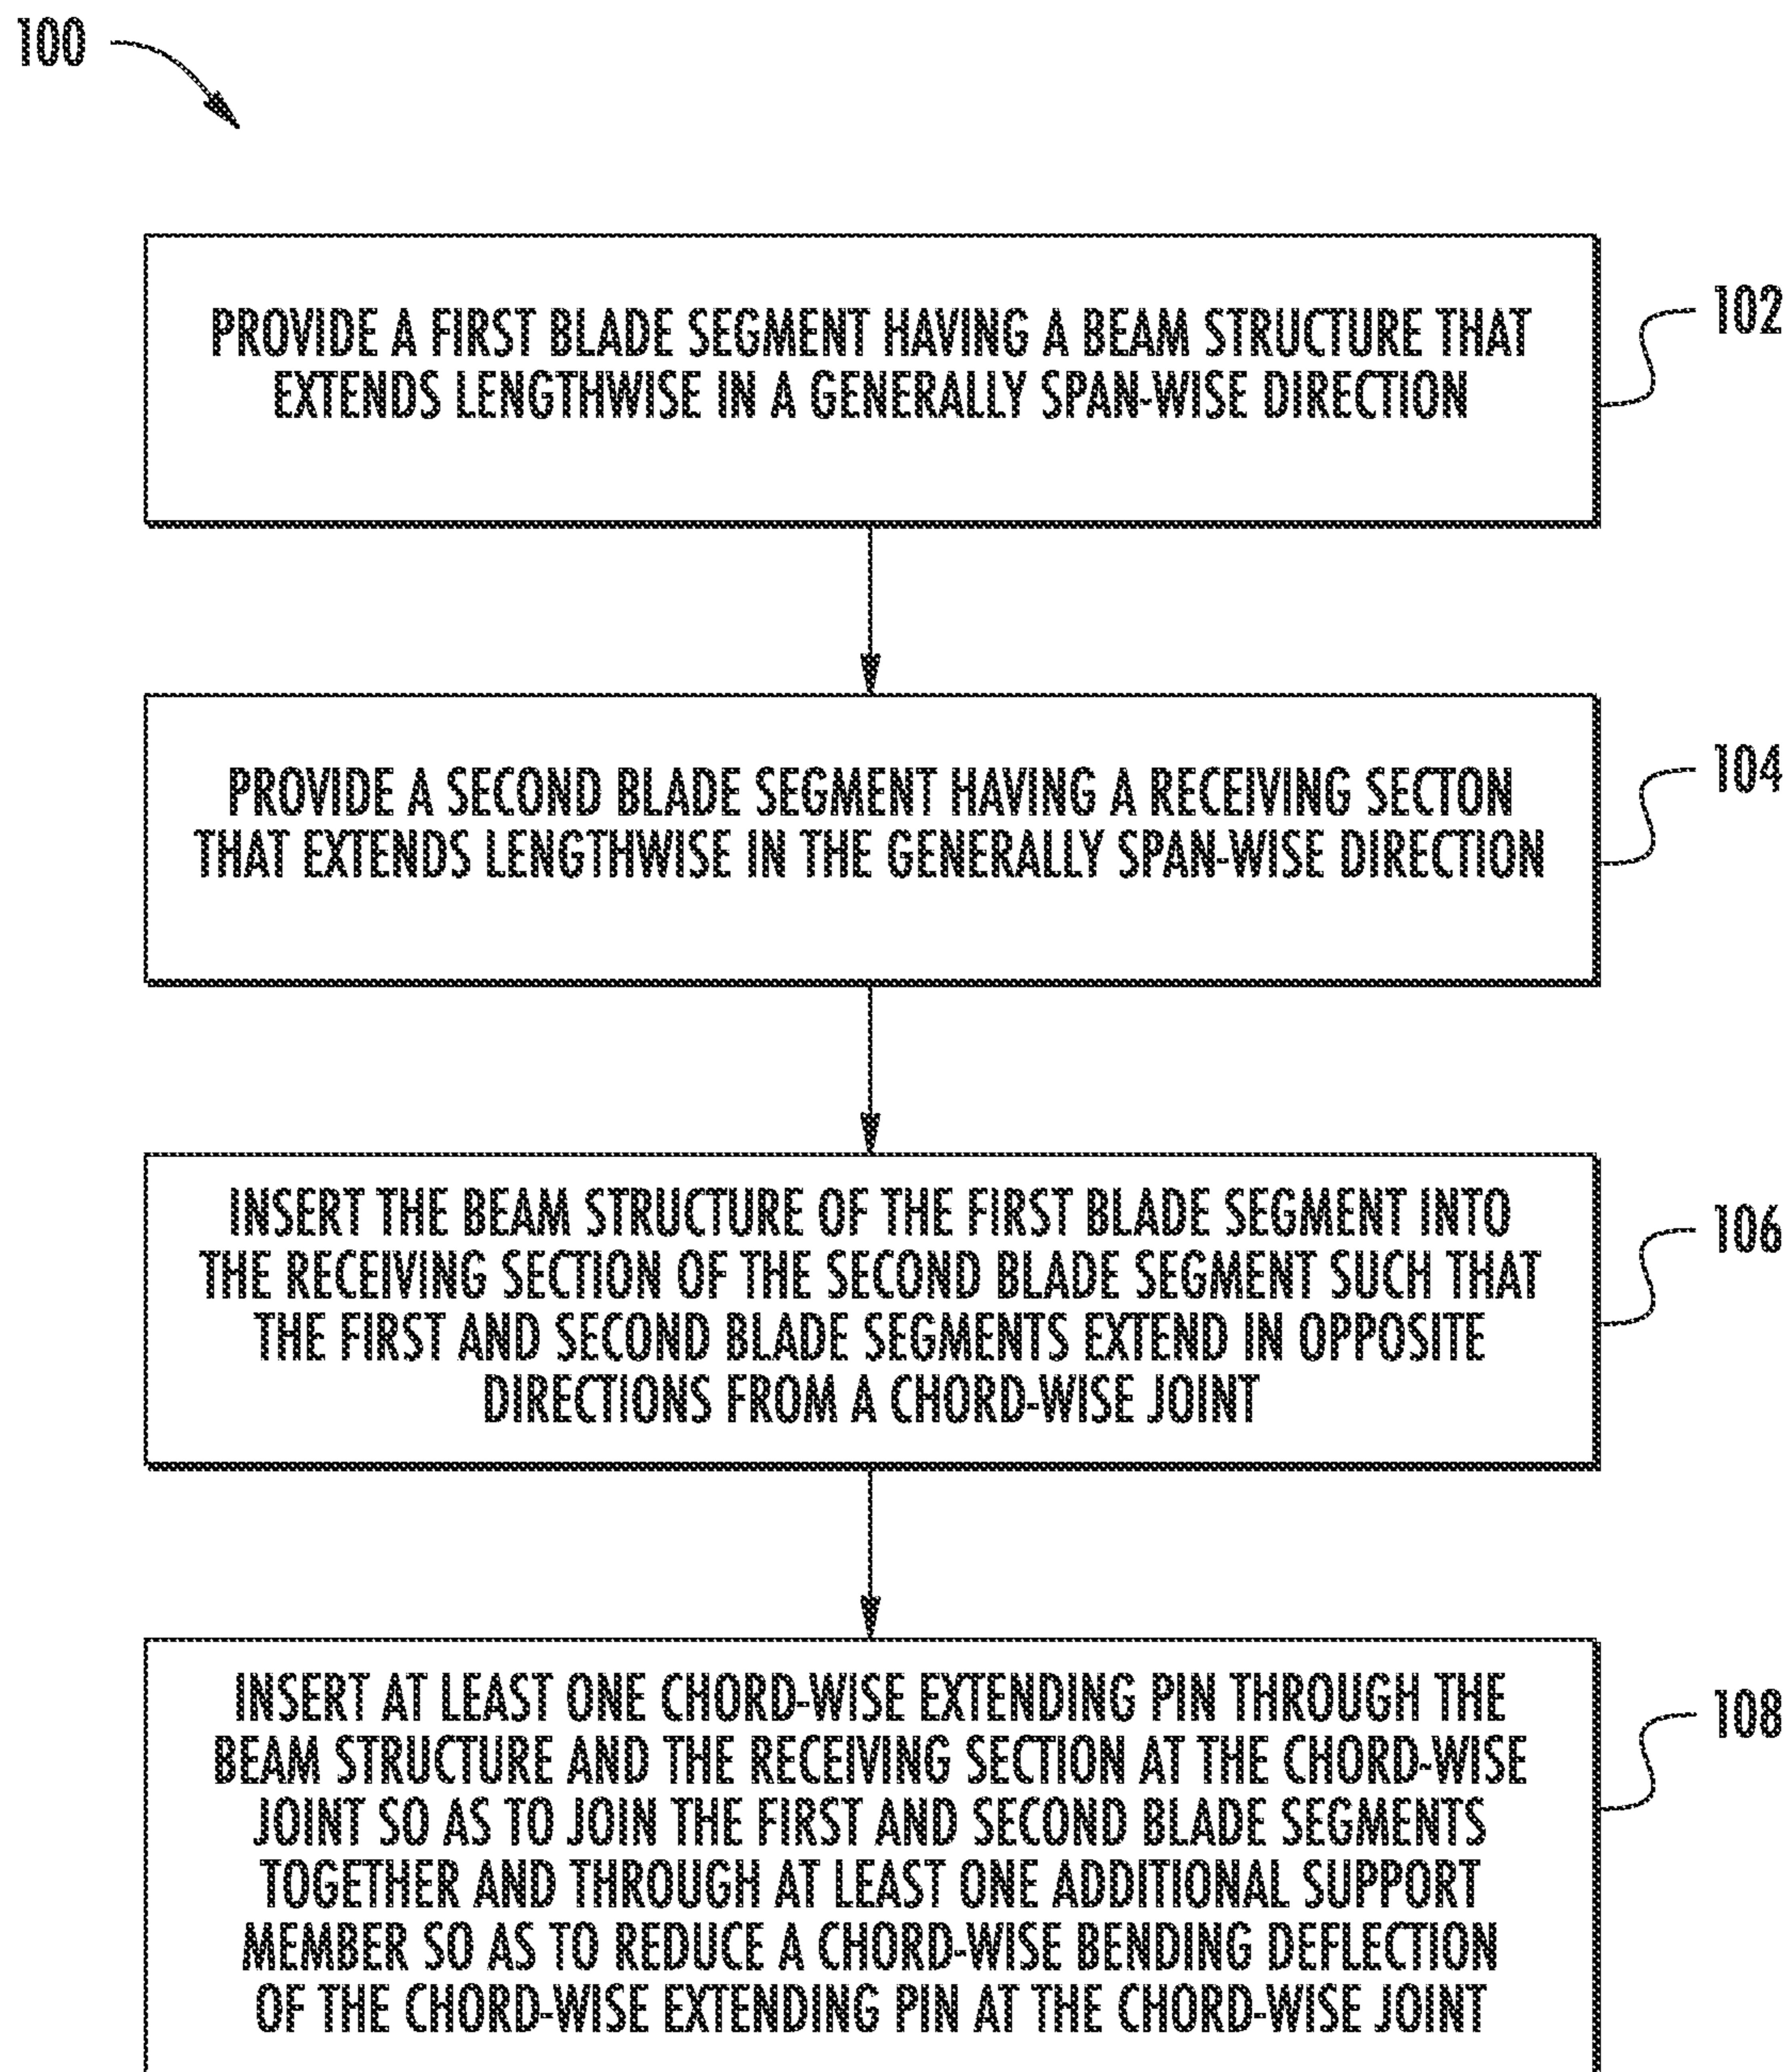 100
PROVIDE A FIRST BLADE SEGMENT HAVING A BEAM STRUCTURE THAT
EXTENDS LENGTHWISE IN A GENERALLY SPAN-WISE DIRECTION
102
PROVIDE A SECOND BLADE SEGMENT HAVING A RECEIVING SECTON
THAT EXTENDS LENGTHWISE IN THE GENERALLY SPAN-WISE DIRECTION
104
INSERT THE BEAM STRUCTURE OF THE FIRST BLADE SEGMENT INTO
THE RECEIVING SECTION OF THE SECOND BLADE SEGMENT SUCH THAT
THE FIRST AND SECOND BLADE SEGMENTS EXTEND IN OPPOSITE
DIRECTIONS FROM A CHORD-WISE JOINT
106
INSERT AT LEAST ONE CHORD-WISE EXTENDING PIN THROUGH THE
BEAM STRUCTURE AND THE RECEIVING SECTION AT THE CHORD-WISE
JOINT SO AS TO JOIN THE FIRST AND SECOND BLADE SEGMENTS
TOGETHER AND THROUGH AT LEAST ONE ADDITIONAL SUPPORT
MEMBER SO AS TO REDUCE A CHORD-WISE BENDING DEFLECTION
OF THE CHORD-WISE EXTENDING PIN AT THE CHORD-WISE JOINT
108